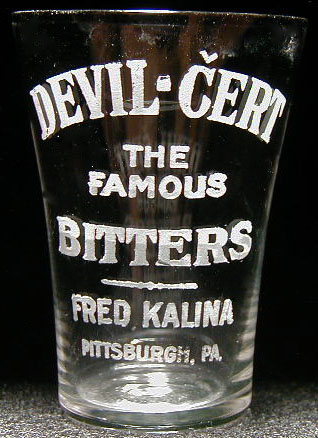 DEVIL-ČERT
THE
FAMOUS
BITTERS
FRED KALINA
PITTSBURGH, PA.